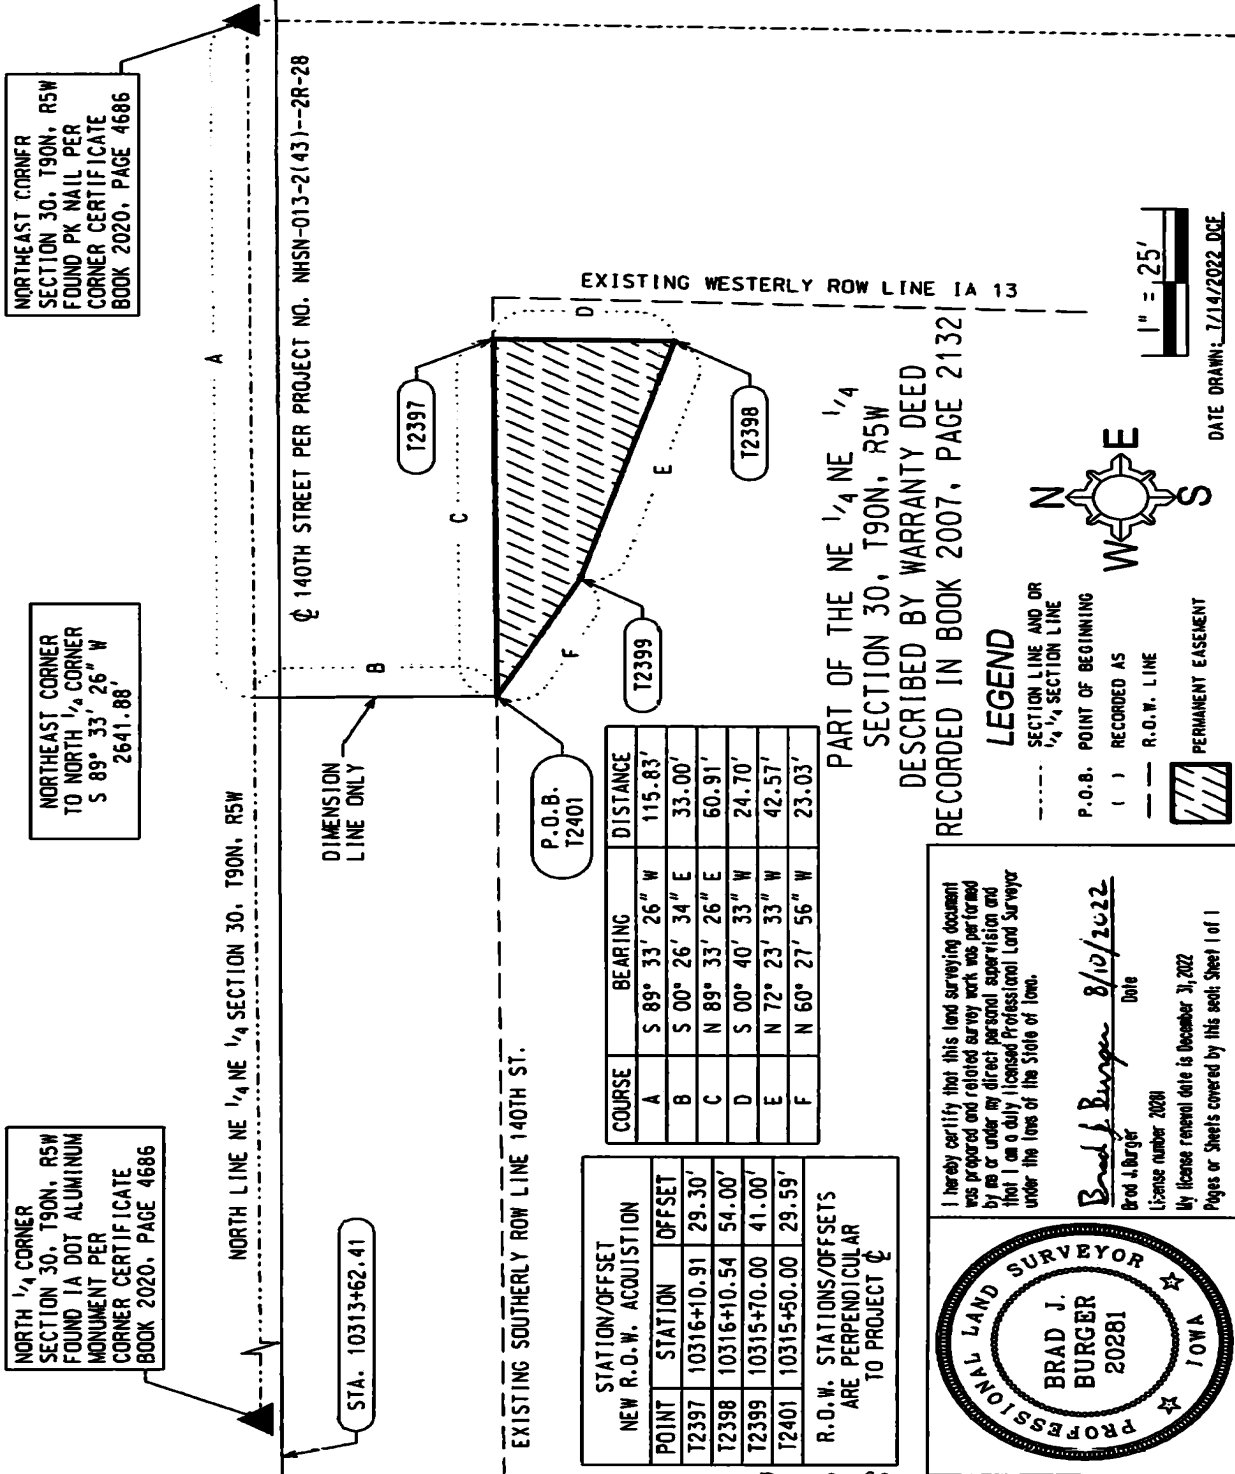 NORTH 1/4 CORNER
SECTION 30, T90N, R5W
FOUND IA DOT ALUMINUM
MONUMENT PER
CORNER CERTIFICATE
BOOK 2020, PAGE 4686
NORTHEAST CORNER
TO NORTH 1/4 CORNER
S 89° 33' 26" W
2641.88'
NORTHEAST CORNER
SECTION 30, T90N, R5W
FOUND PK NAIL PER
CORNER CERTIFICATE
BOOK 2020, PAGE 4686
A
NORTH LINE NE 1/4 NE 1/4 SECTION 30, T90N, R5W
STA. 10313+62.41
DIMENSION
LINE ONLY
B
℄ 140TH STREET PER PROJECT NO. NHSN-013-2(43)--2R-28
EXISTING SOUTHERLY ROW LINE 140TH ST.
P.O.B.
T2401
C
T2397
D
EXISTING WESTERLY ROW LINE IA 13
F
T2399
E
T2398
STATION/OFFSET
NEW R.O.W. ACQUISTION
POINT STATION OFFSET
T2397 10316+10.91 29.30'
T2398 10316+10.54 54.00'
T2399 10315+70.00 41.00'
T2401 10315+50.00 29.59'
R.O.W. STATIONS/OFFSETS
ARE PERPENDICULAR
TO PROJECT ℄
COURSE BEARING DISTANCE
A S 89° 33' 26" W 115.83'
B S 00° 26' 34" E 33.00'
C N 89° 33' 26" E 60.91'
D S 00° 40' 33" W 24.70'
E N 72° 23' 33" W 42.57'
F N 60° 27' 56" W 23.03'
PART OF THE NE 1/4 NE 1/4
SECTION 30, T90N, R5W
DESCRIBED BY WARRANTY DEED
RECORDED IN BOOK 2007, PAGE 2132
LEGEND
SECTION LINE AND OR
1/4 1/4 SECTION LINE
P.O.B. POINT OF BEGINNING
( ) RECORDED AS
R.O.W. LINE
PERMANENT EASEMENT
N
W E
S
1" = 25'
DATE DRAWN: 7/14/2022 DCF
PROFESSIONAL LAND SURVEYOR
BRAD J.
BURGER
20281
IOWA
I hereby certify that this land surveying document
was prepared and related survey work was performed
by me or under my direct personal supervision and
that I am a duly licensed Professional Land Surveyor
under the laws of the State of Iowa.
Brad J. Burger 8/10/2022
Brad J. Burger Date
License number 20281
My license renewal date is December 31, 2022
Pages or Sheets covered by this seal: Sheet 1 of 1